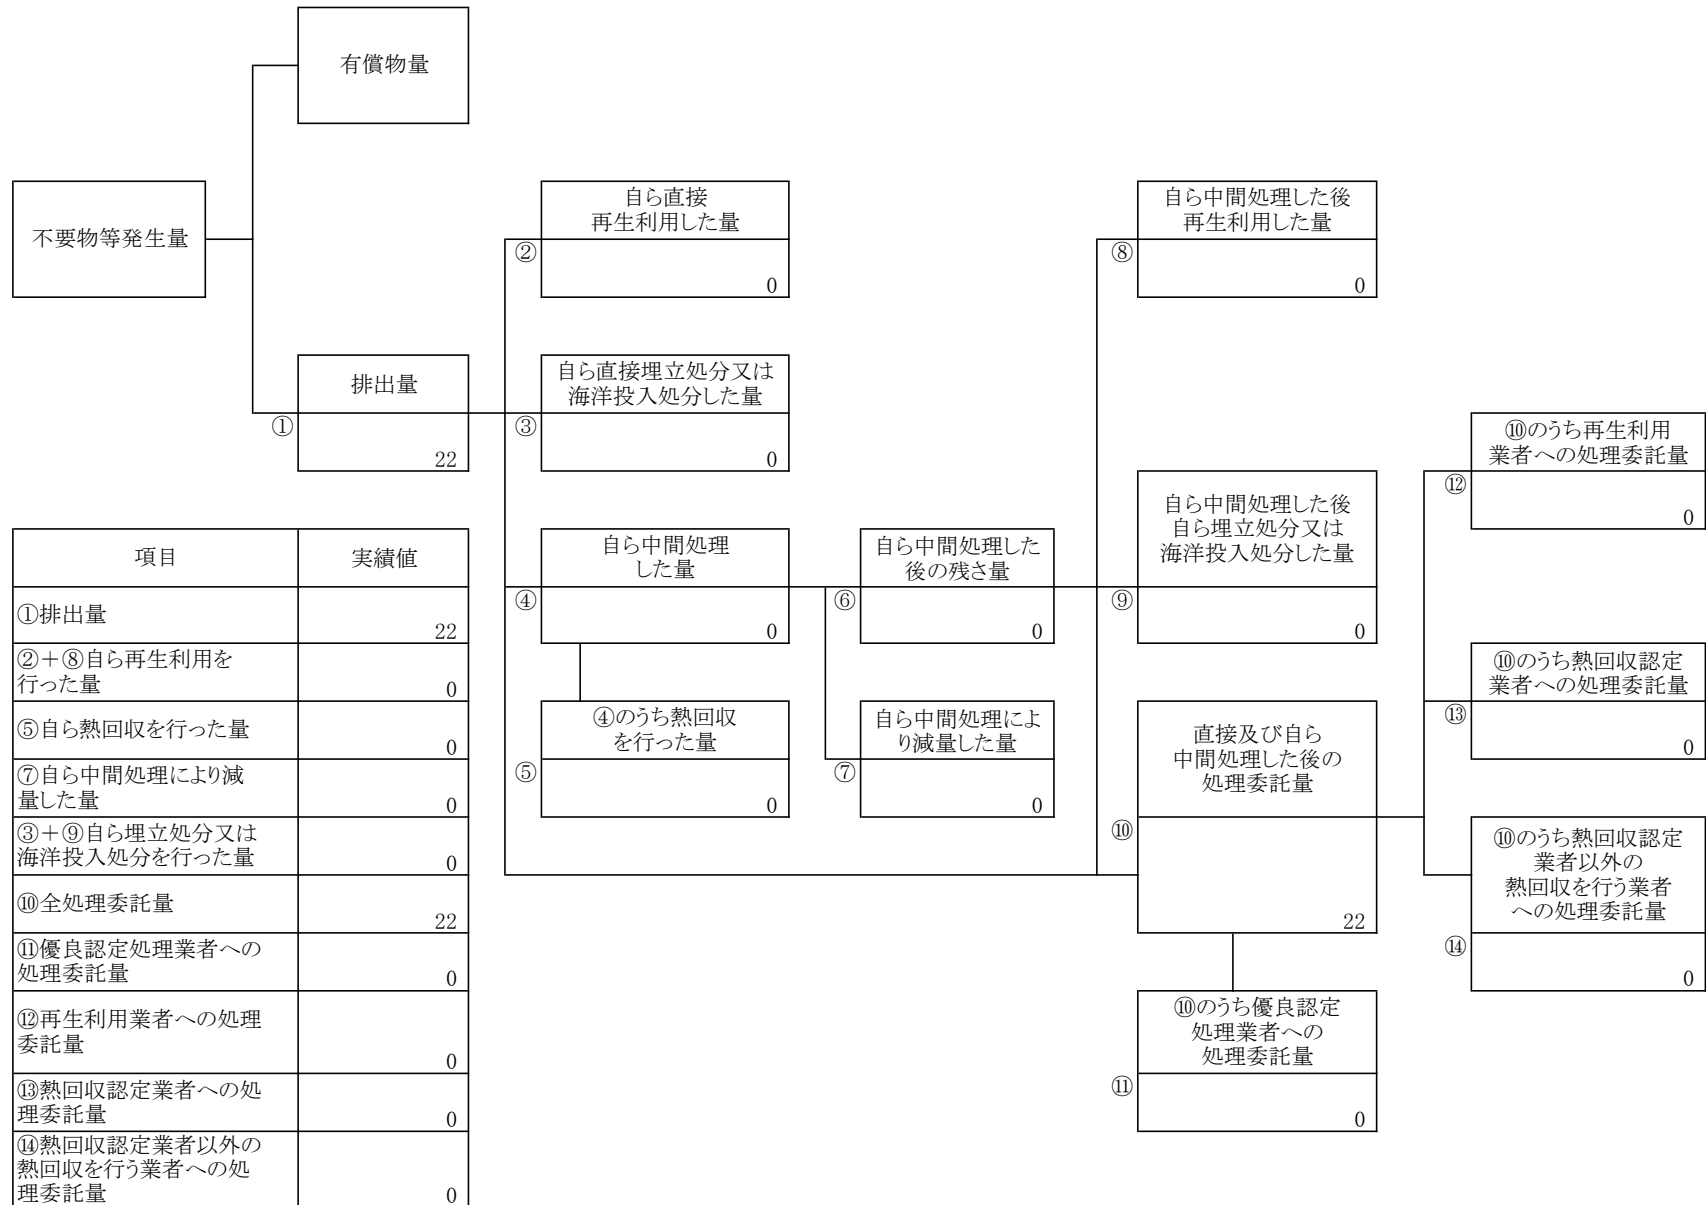 有償物量
不要物等発生量
自ら直接
再生利用した量
②
0
自ら中間処理した後
再生利用した量
⑧
0
排出量
①
22
自ら直接埋立処分又は
海洋投入処分した量
③
0
⑩のうち再生利用
業者への処理委託量
⑫
0
自ら中間処理した後
自ら埋立処分又は
海洋投入処分した量
⑨
0
自ら中間処理
した量
④
0
自ら中間処理した
後の残さ量
⑥
0
⑩のうち熱回収認定
業者への処理委託量
⑬
0
④のうち熱回収
を行った量
⑤
0
自ら中間処理によ
り減量した量
⑦
0
直接及び自ら
中間処理した後の
処理委託量
⑩
22
⑩のうち熱回収認定
業者以外の
熱回収を行う業者
への処理委託量
⑭
0
⑩のうち優良認定
処理業者への
処理委託量
⑪
0
項目 実績値
①排出量
22
②＋⑧自ら再生利用を
行った量 0
⑤自ら熱回収を行った量
0
⑦自ら中間処理により減
量した量 0
③＋⑨自ら埋立処分又は
海洋投入処分を行った量 0
⑩全処理委託量
22
⑪優良認定処理業者への
処理委託量 0
⑫再生利用業者への処理
委託量
0
⑬熱回収認定業者への処
理委託量 0
⑭熱回収認定業者以外の
熱回収を行う業者への処
理委託量 0